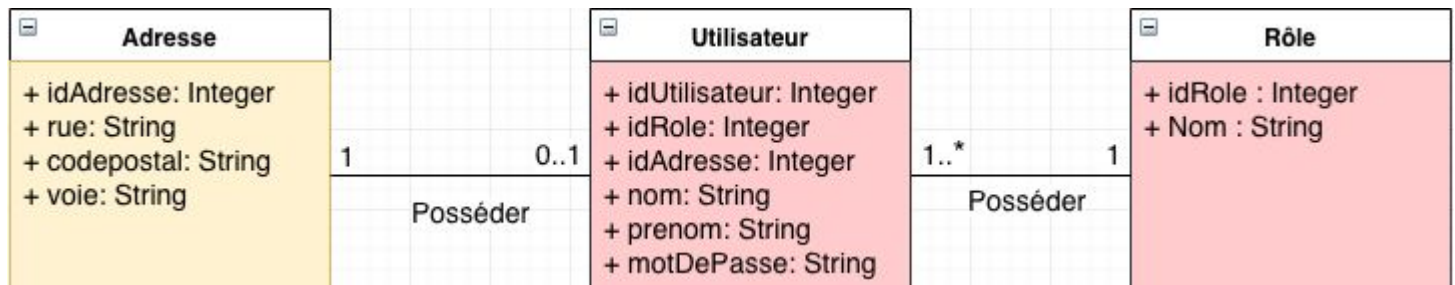 Adresse
+ idAdresse: Integer
+ rue: String
+ codepostal: String
+ voie: String
1
0..1
Posséder
Utilisateur
+ idUtilisateur: Integer
+ idRole: Integer
+ idAdresse: Integer
+ nom: String
+ prenom: String
+ motDePasse: String
1..*
1
Posséder
Rôle
+ idRole : Integer
+ Nom : String